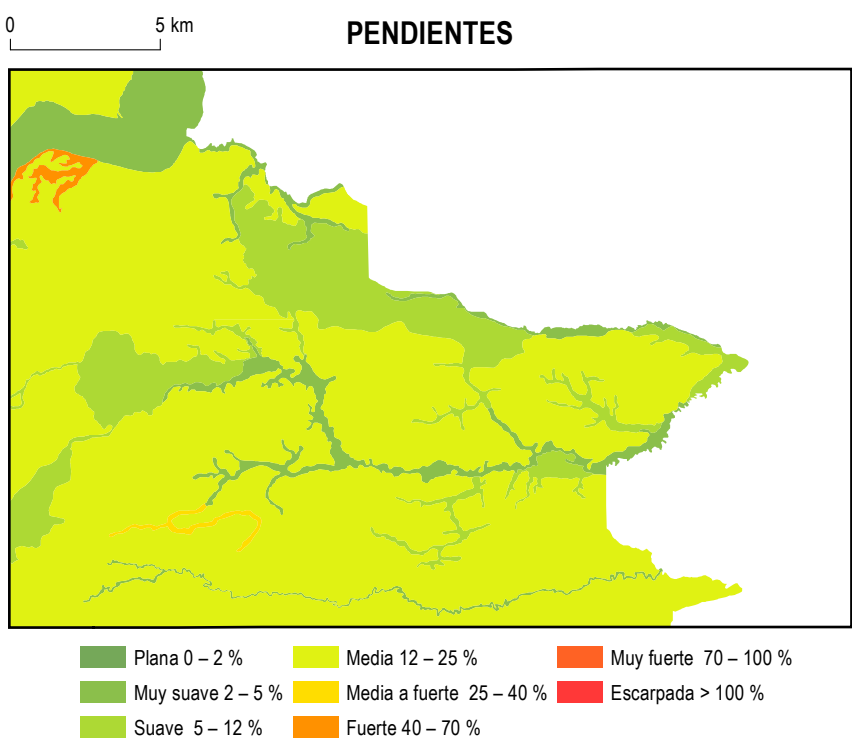 0 5 km
PENDIENTES
Plana 0 – 2 %
Muy suave 2 – 5 %
Suave 5 – 12 %
Media 12 – 25 %
Media a fuerte 25 – 40 %
Fuerte 40 – 70 %
Muy fuerte 70 – 100 %
Escarpada > 100 %